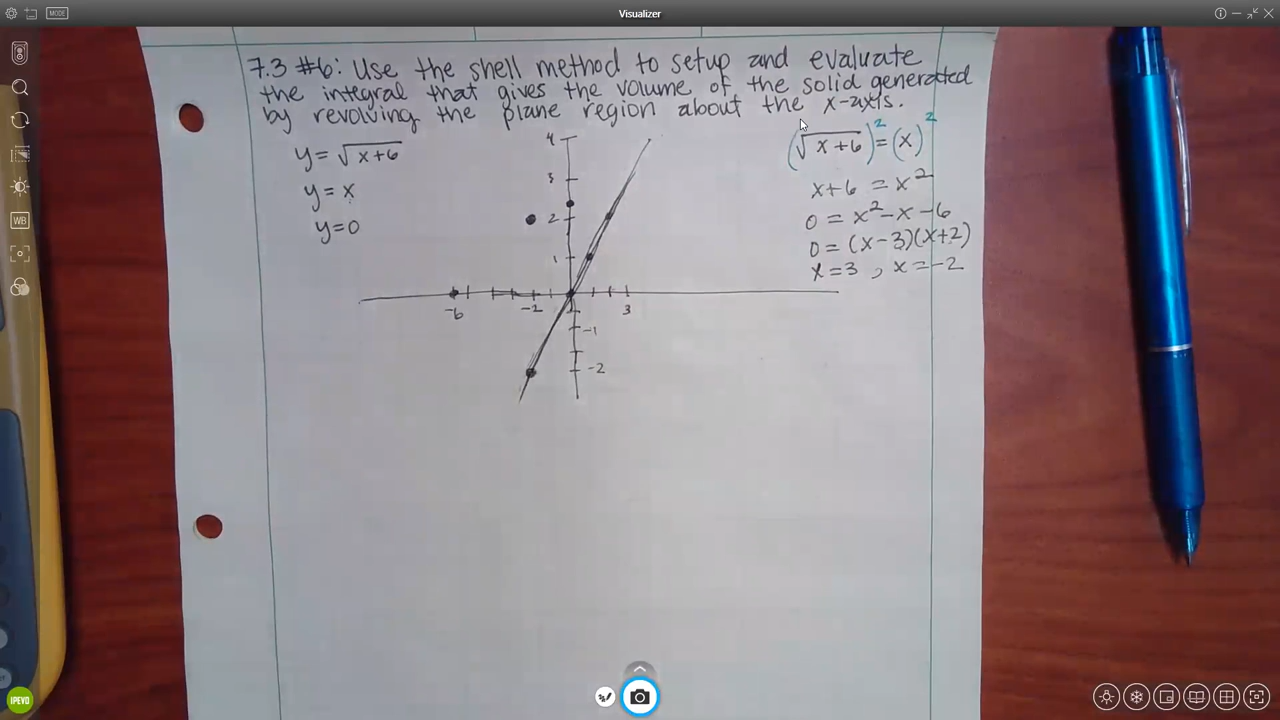 MODE
Visualizer
7.3 #6: Use the shell method to setup and evaluate
the integral that gives the volume of the solid generated
by revolving the plane region about the x-axis.
y = √x+6
y = x
y=0
(√x+6)²=(x)²
x+6 = x²
0 = x²-x-6
0 = (x-3)(x+2)
x=3 , x=-2
4
3
2
1
-6
3
-1
-2
WB
IPEVO